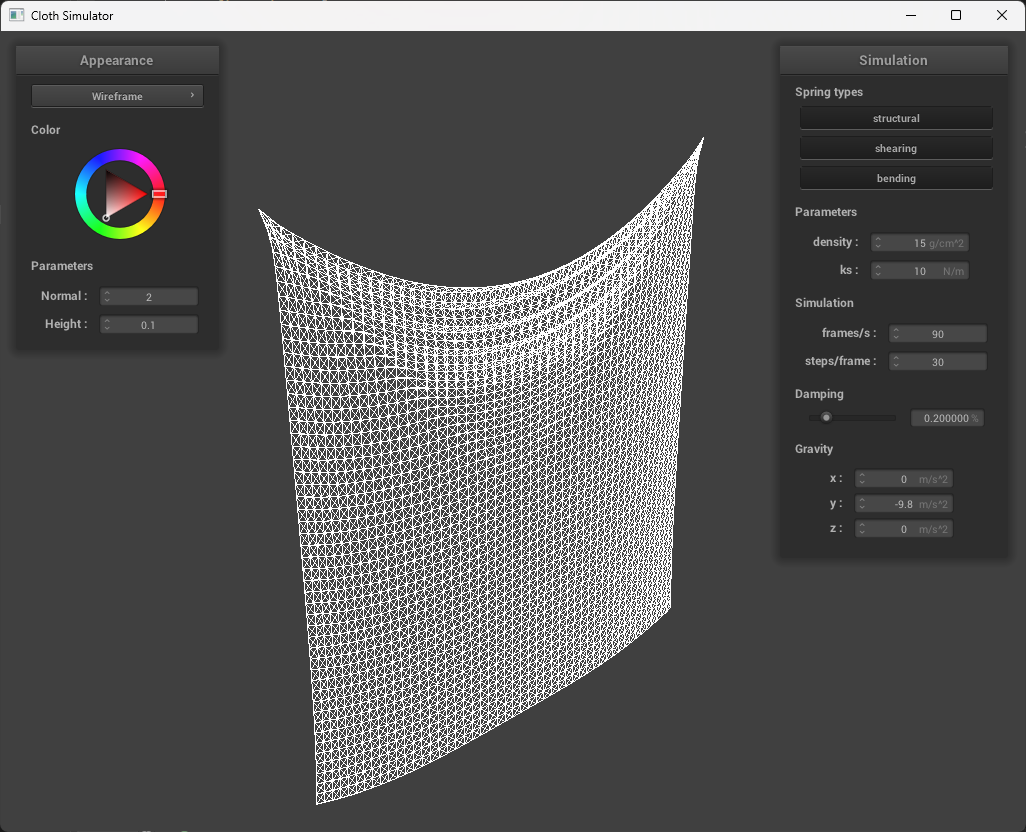 Cloth Simulator
Appearance
Wireframe
Color
Parameters
Normal : 2
Height : 0.1
Simulation
Spring types
structural
shearing
bending
Parameters
density : 15 g/cm^2
ks : 10 N/m
Simulation
frames/s : 90
steps/frame : 30
Damping
0.200000 %
Gravity
x : 0 m/s^2
y : -9.8 m/s^2
z : 0 m/s^2